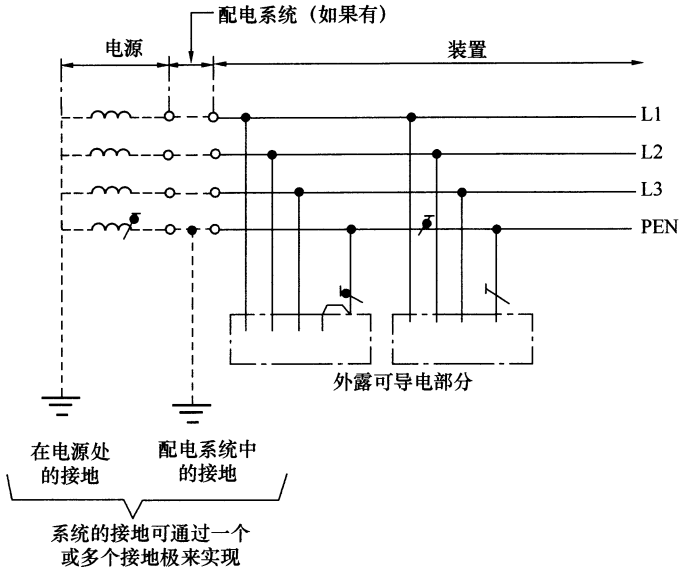 配电系统（如果有）
电源
装置
L1
L2
L3
PEN
外露可导电部分
在电源处
的接地
配电系统中
的接地
系统的接地可通过一个
或多个接地极来实现